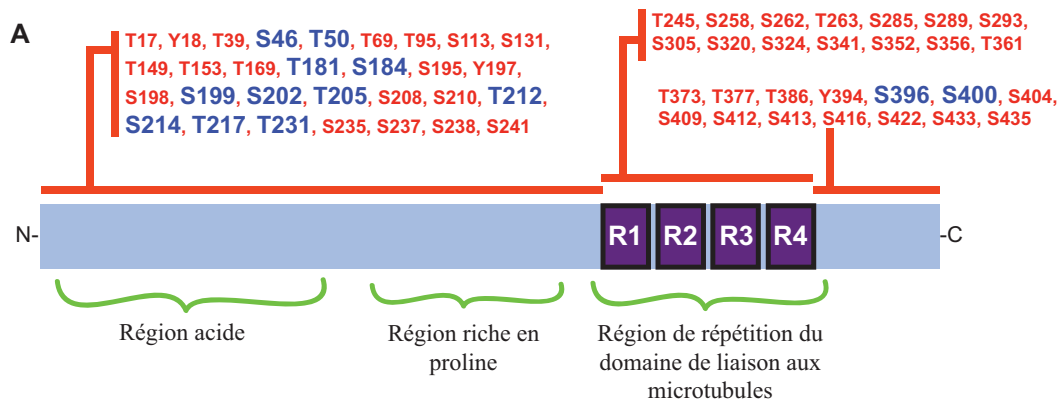 A
T17, Y18, T39, S46, T50, T69, T95, S113, S131,
T149, T153, T169, T181, S184, S195, Y197,
S198, S199, S202, T205, S208, S210, T212,
S214, T217, T231, S235, S237, S238, S241
T245, S258, S262, T263, S285, S289, S293,
S305, S320, S324, S341, S352, S356, T361
T373, T377, T386, Y394, S396, S400, S404,
S409, S412, S413, S416, S422, S433, S435
N-
R1 R2 R3 R4
-C
Région acide
Région riche en
proline
Région de répétition du
domaine de liaison aux
microtubules